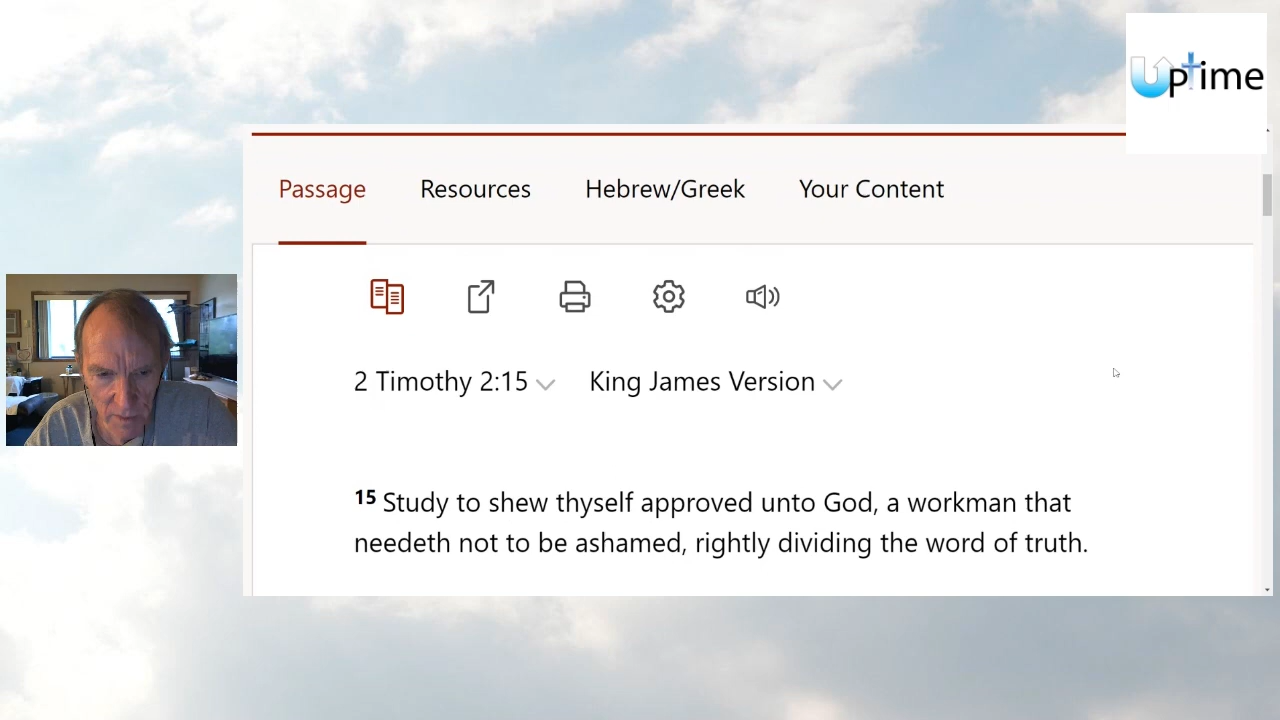 Uptime
Passage Resources Hebrew/Greek Your Content
2 Timothy 2:15 King James Version
15 Study to shew thyself approved unto God, a workman that
needeth not to be ashamed, rightly dividing the word of truth.